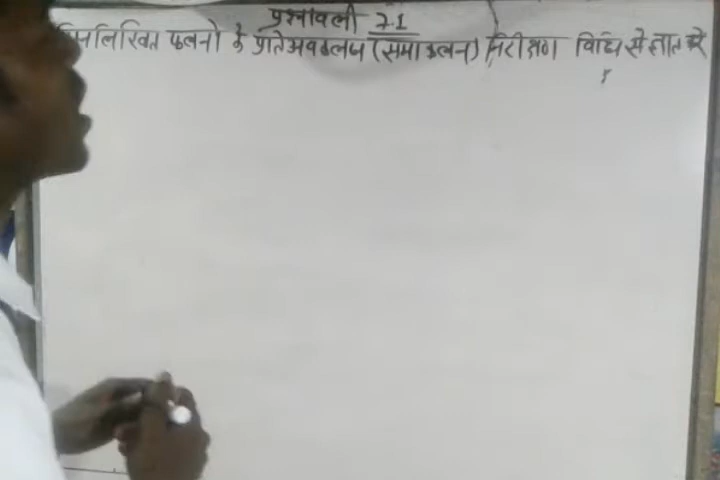 प्रश्नावली 7.1
निम्नलिखित फलनो के प्रतिअवकलज (समाकलन) निरीक्षण विधि से ज्ञात करे